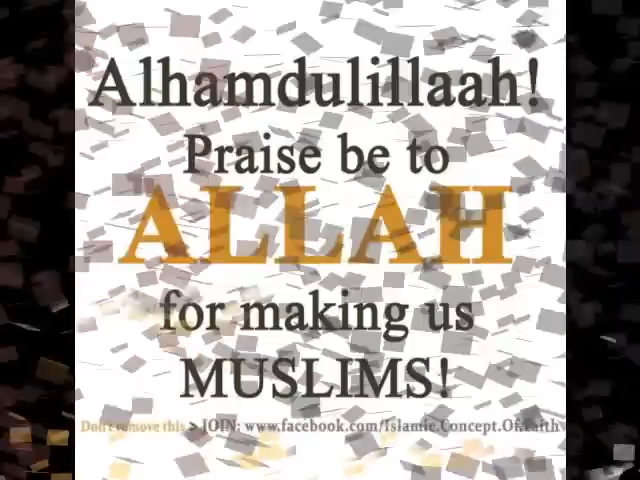 Alhamdulillaah!
Praise be to
ALLAH
for making us
MUSLIMS!
Don't remove this > JOIN: www.facebook.com/Islamic.Concept.Of.Faith